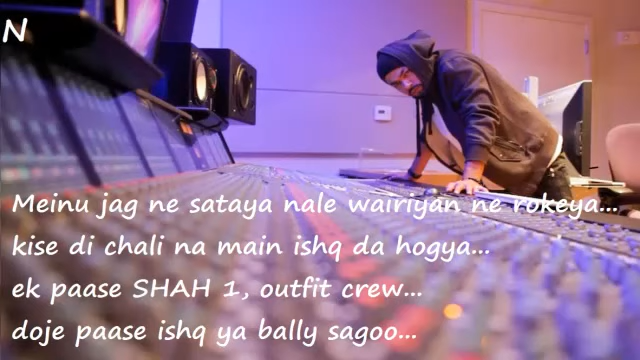 N
Meinu jag ne sataya nale wairiyan ne rokeya...
kise di chali na main ishq da hogya...
ek paase SHAH 1, outfit crew...
doje paase ishq ya bally sagoo...